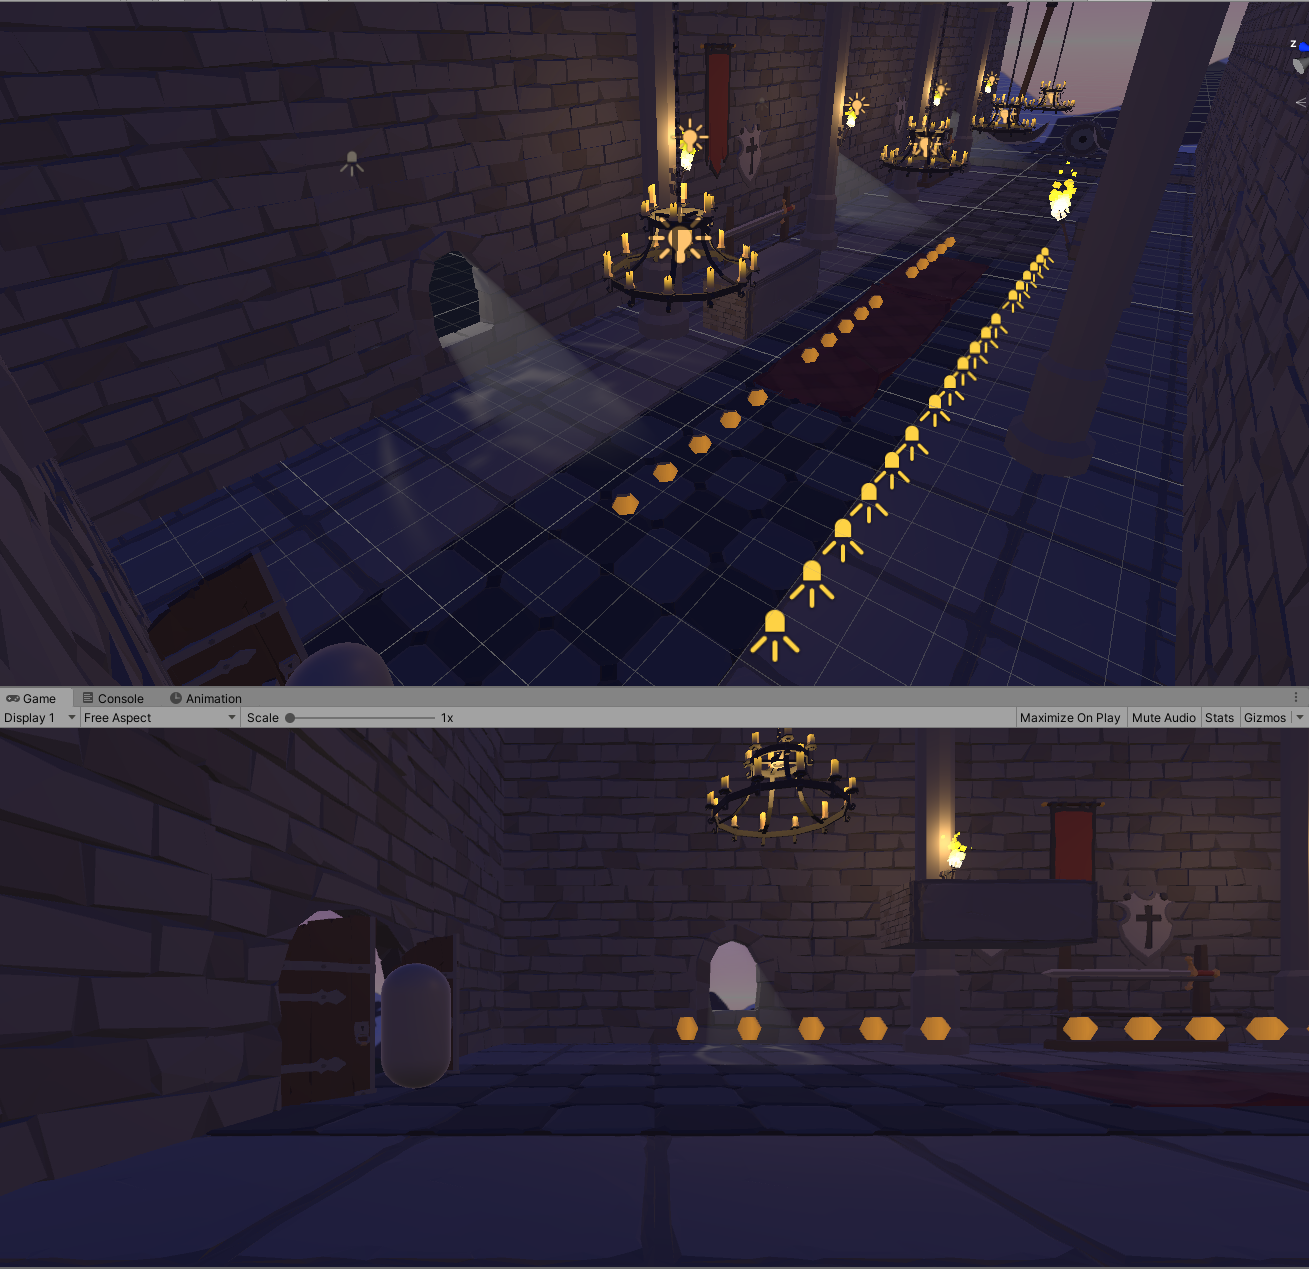 z
Game Console Animation
Display 1 Free Aspect Scale 1x Maximize On Play Mute Audio Stats Gizmos